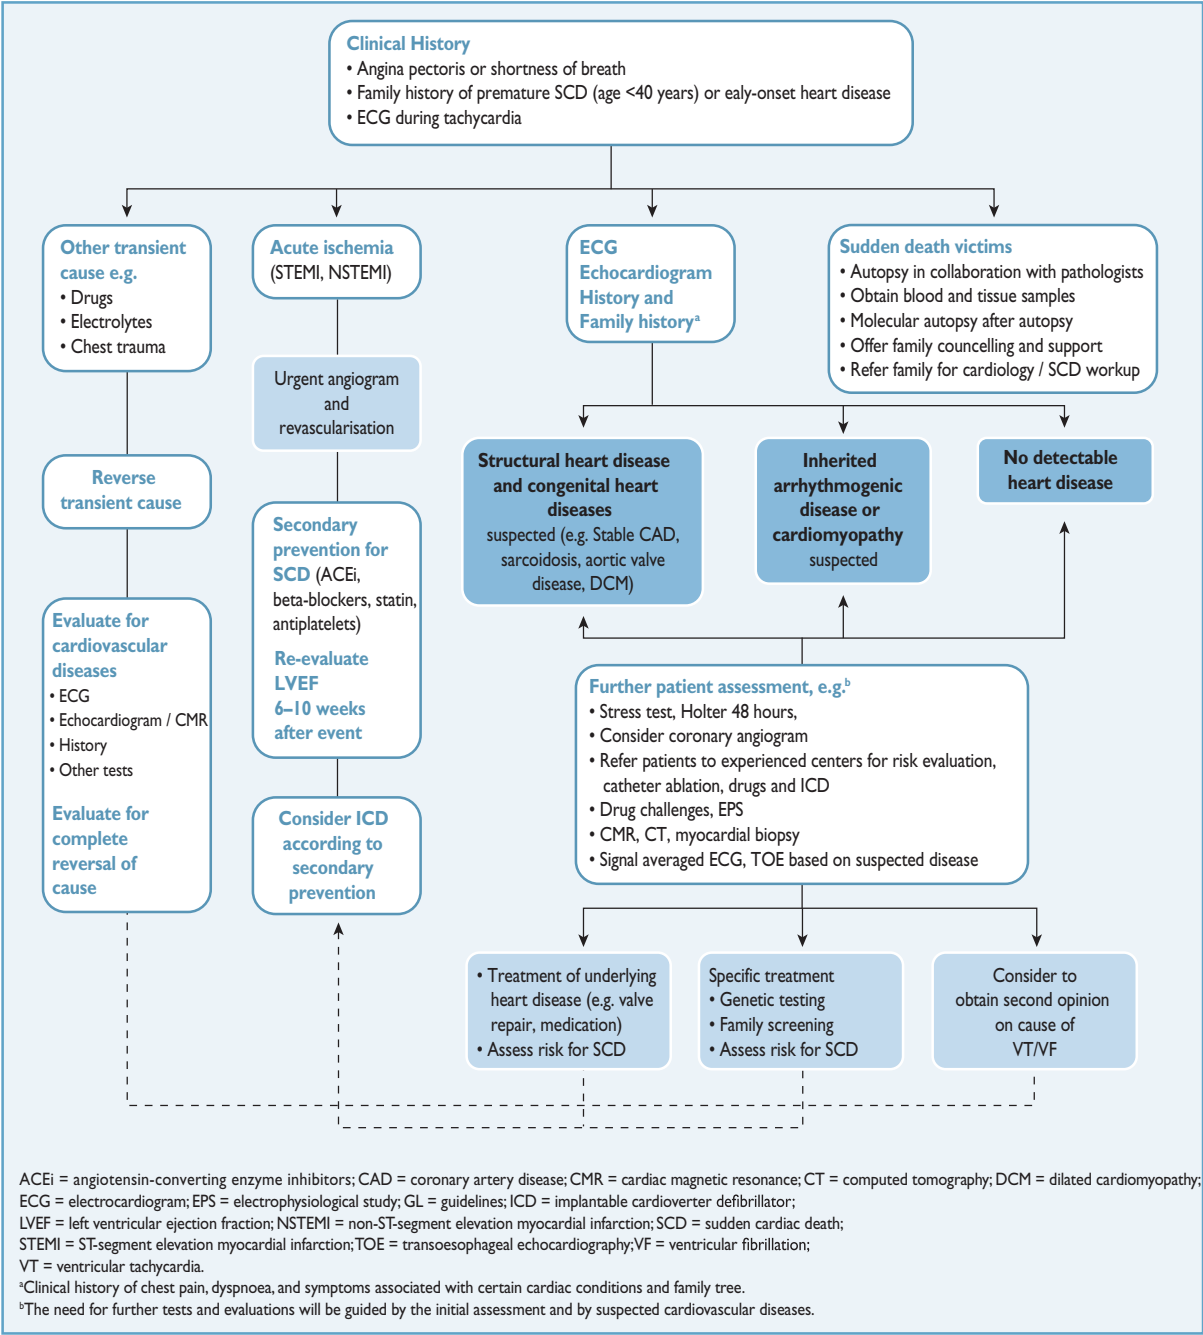 Clinical History
• Angina pectoris or shortness of breath
• Family history of premature SCD (age <40 years) or ealy-onset heart disease
• ECG during tachycardia
Other transient
cause e.g.
• Drugs
• Electrolytes
• Chest trauma
Acute ischemia
(STEMI, NSTEMI)
ECG
Echocardiogram
History and
Family historyᵃ
Sudden death victims
• Autopsy in collaboration with pathologists
• Obtain blood and tissue samples
• Molecular autopsy after autopsy
• Offer family councelling and support
• Refer family for cardiology / SCD workup
Urgent angiogram
and
revascularisation
Reverse
transient cause
Structural heart disease
and congenital heart
diseases
suspected (e.g. Stable CAD,
sarcoidosis, aortic valve
disease, DCM)
Inherited
arrhythmogenic
disease or
cardiomyopathy
suspected
No detectable
heart disease
Secondary
prevention for
SCD (ACEi,
beta-blockers, statin,
antiplatelets)
Re-evaluate
LVEF
6–10 weeks
after event
Evaluate for
cardiovascular
diseases
• ECG
• Echocardiogram / CMR
• History
• Other tests
Evaluate for
complete
reversal of
cause
Further patient assessment, e.g.ᵇ
• Stress test, Holter 48 hours,
• Consider coronary angiogram
• Refer patients to experienced centers for risk evaluation,
catheter ablation, drugs and ICD
• Drug challenges, EPS
• CMR, CT, myocardial biopsy
• Signal averaged ECG, TOE based on suspected disease
Consider ICD
according to
secondary
prevention
• Treatment of underlying
heart disease (e.g. valve
repair, medication)
• Assess risk for SCD
Specific treatment
• Genetic testing
• Family screening
• Assess risk for SCD
Consider to
obtain second opinion
on cause of
VT/VF
ACEi = angiotensin-converting enzyme inhibitors; CAD = coronary artery disease; CMR = cardiac magnetic resonance; CT = computed tomography; DCM = dilated cardiomyopathy;
ECG = electrocardiogram; EPS = electrophysiological study; GL = guidelines; ICD = implantable cardioverter defibrillator;
LVEF = left ventricular ejection fraction; NSTEMI = non-ST-segment elevation myocardial infarction; SCD = sudden cardiac death;
STEMI = ST-segment elevation myocardial infarction; TOE = transoesophageal echocardiography; VF = ventricular fibrillation;
VT = ventricular tachycardia.
ᵃClinical history of chest pain, dyspnoea, and symptoms associated with certain cardiac conditions and family tree.
ᵇThe need for further tests and evaluations will be guided by the initial assessment and by suspected cardiovascular diseases.